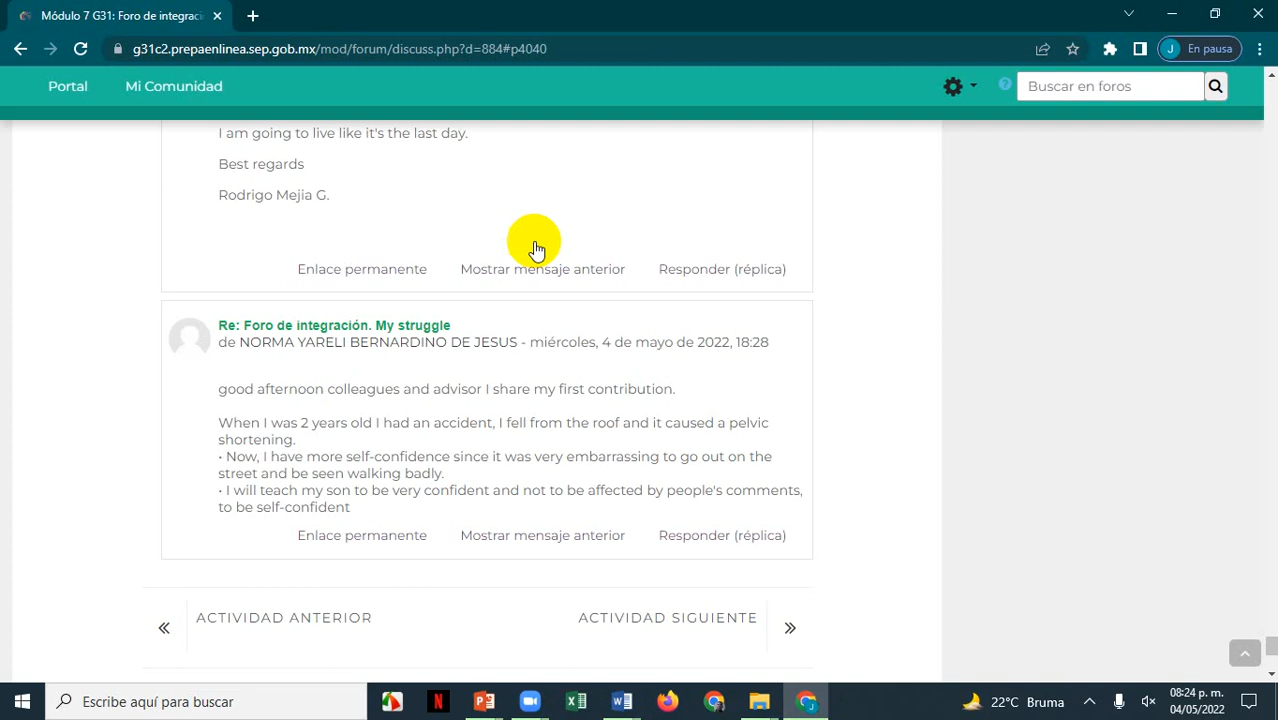 Módulo 7 G31: Foro de integraci
g31c2.prepaenlinea.sep.gob.mx/mod/forum/discuss.php?d=884#p4040
J En pausa
Portal Mi Comunidad
Buscar en foros
I am going to live like it's the last day.
Best regards
Rodrigo Mejia G.
Enlace permanente Mostrar mensaje anterior Responder (réplica)
Re: Foro de integración. My struggle
de NORMA YARELI BERNARDINO DE JESUS - miércoles, 4 de mayo de 2022, 18:28
good afternoon colleagues and advisor I share my first contribution.
When I was 2 years old I had an accident, I fell from the roof and it caused a pelvic
shortening.
• Now, I have more self-confidence since it was very embarrassing to go out on the
street and be seen walking badly.
• I will teach my son to be very confident and not to be affected by people's comments,
to be self-confident
Enlace permanente Mostrar mensaje anterior Responder (réplica)
ACTIVIDAD ANTERIOR ACTIVIDAD SIGUIENTE
Escribe aquí para buscar
22°C Bruma
08:24 p. m.
04/05/2022